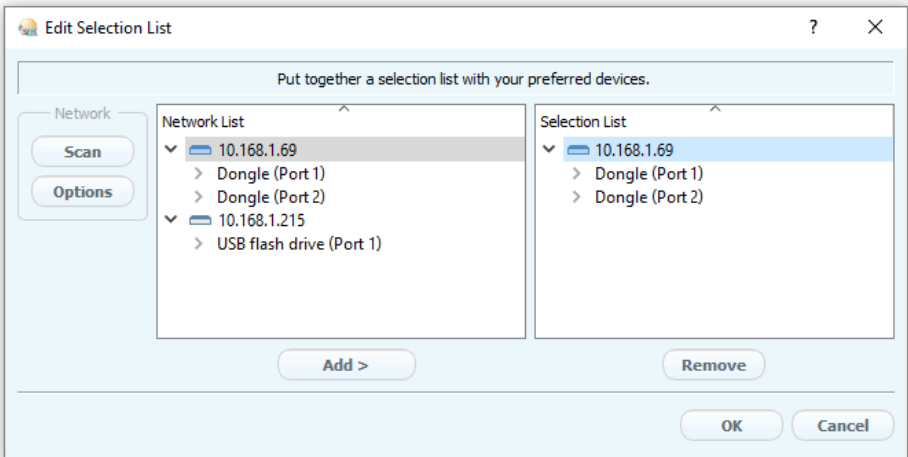 SEH Edit Selection List ?
Put together a selection list with your preferred devices.
Network
Scan
Options
Network List
10.168.1.69
Dongle (Port 1)
Dongle (Port 2)
10.168.1.215
USB flash drive (Port 1)
Add >
Selection List
10.168.1.69
Dongle (Port 1)
Dongle (Port 2)
Remove
OK Cancel